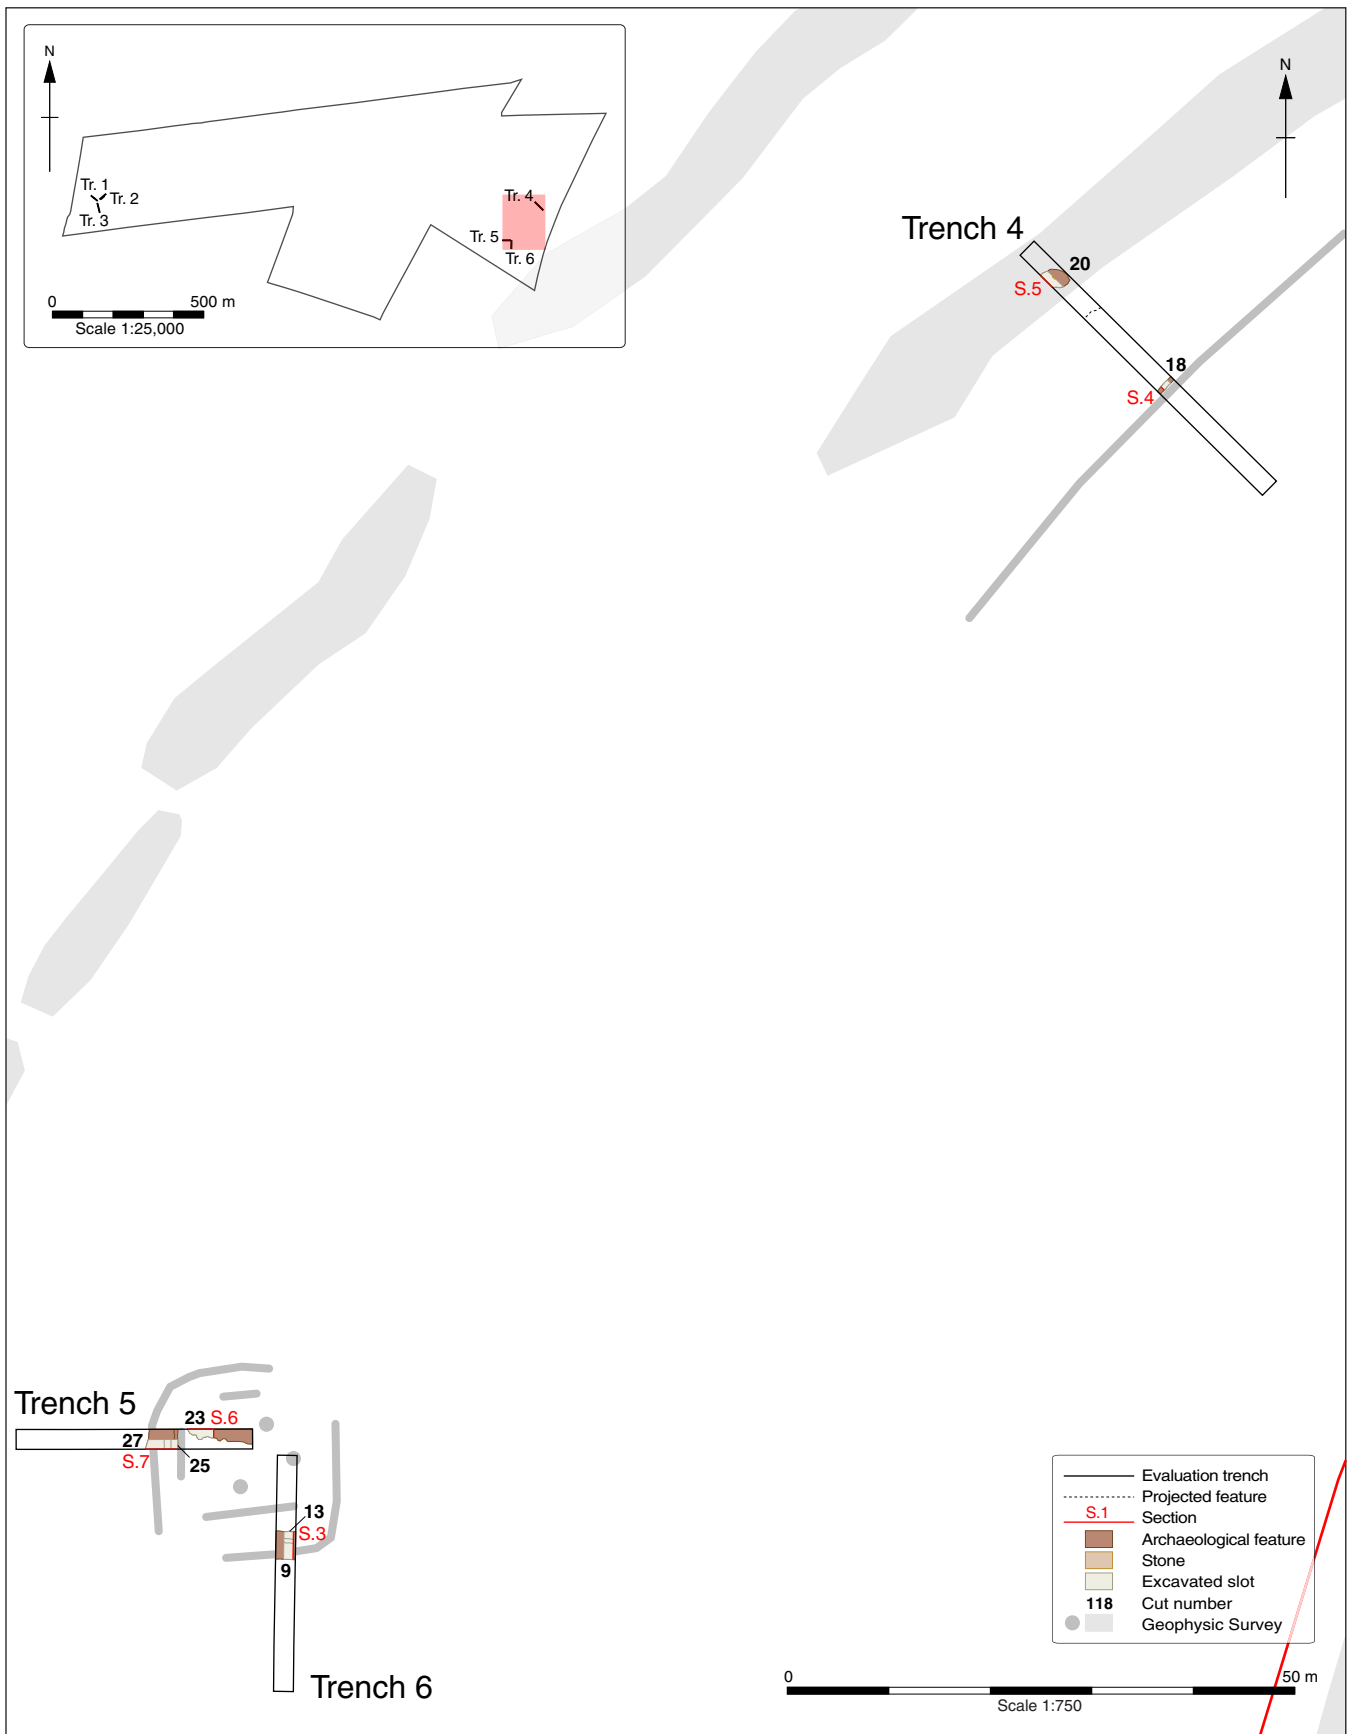 N
Tr. 1
Tr. 2
Tr. 3
Tr. 4
Tr. 5
Tr. 6
0 500 m
Scale 1:25,000
N
Trench 4
20
S.5
18
S.4
Trench 5
23 S.6
27
S.7
25
13
S.3
9
Trench 6
Evaluation trench
Projected feature
S.1
Section
Archaeological feature
Stone
Excavated slot
118 Cut number
Geophysic Survey
0 50 m
Scale 1:750